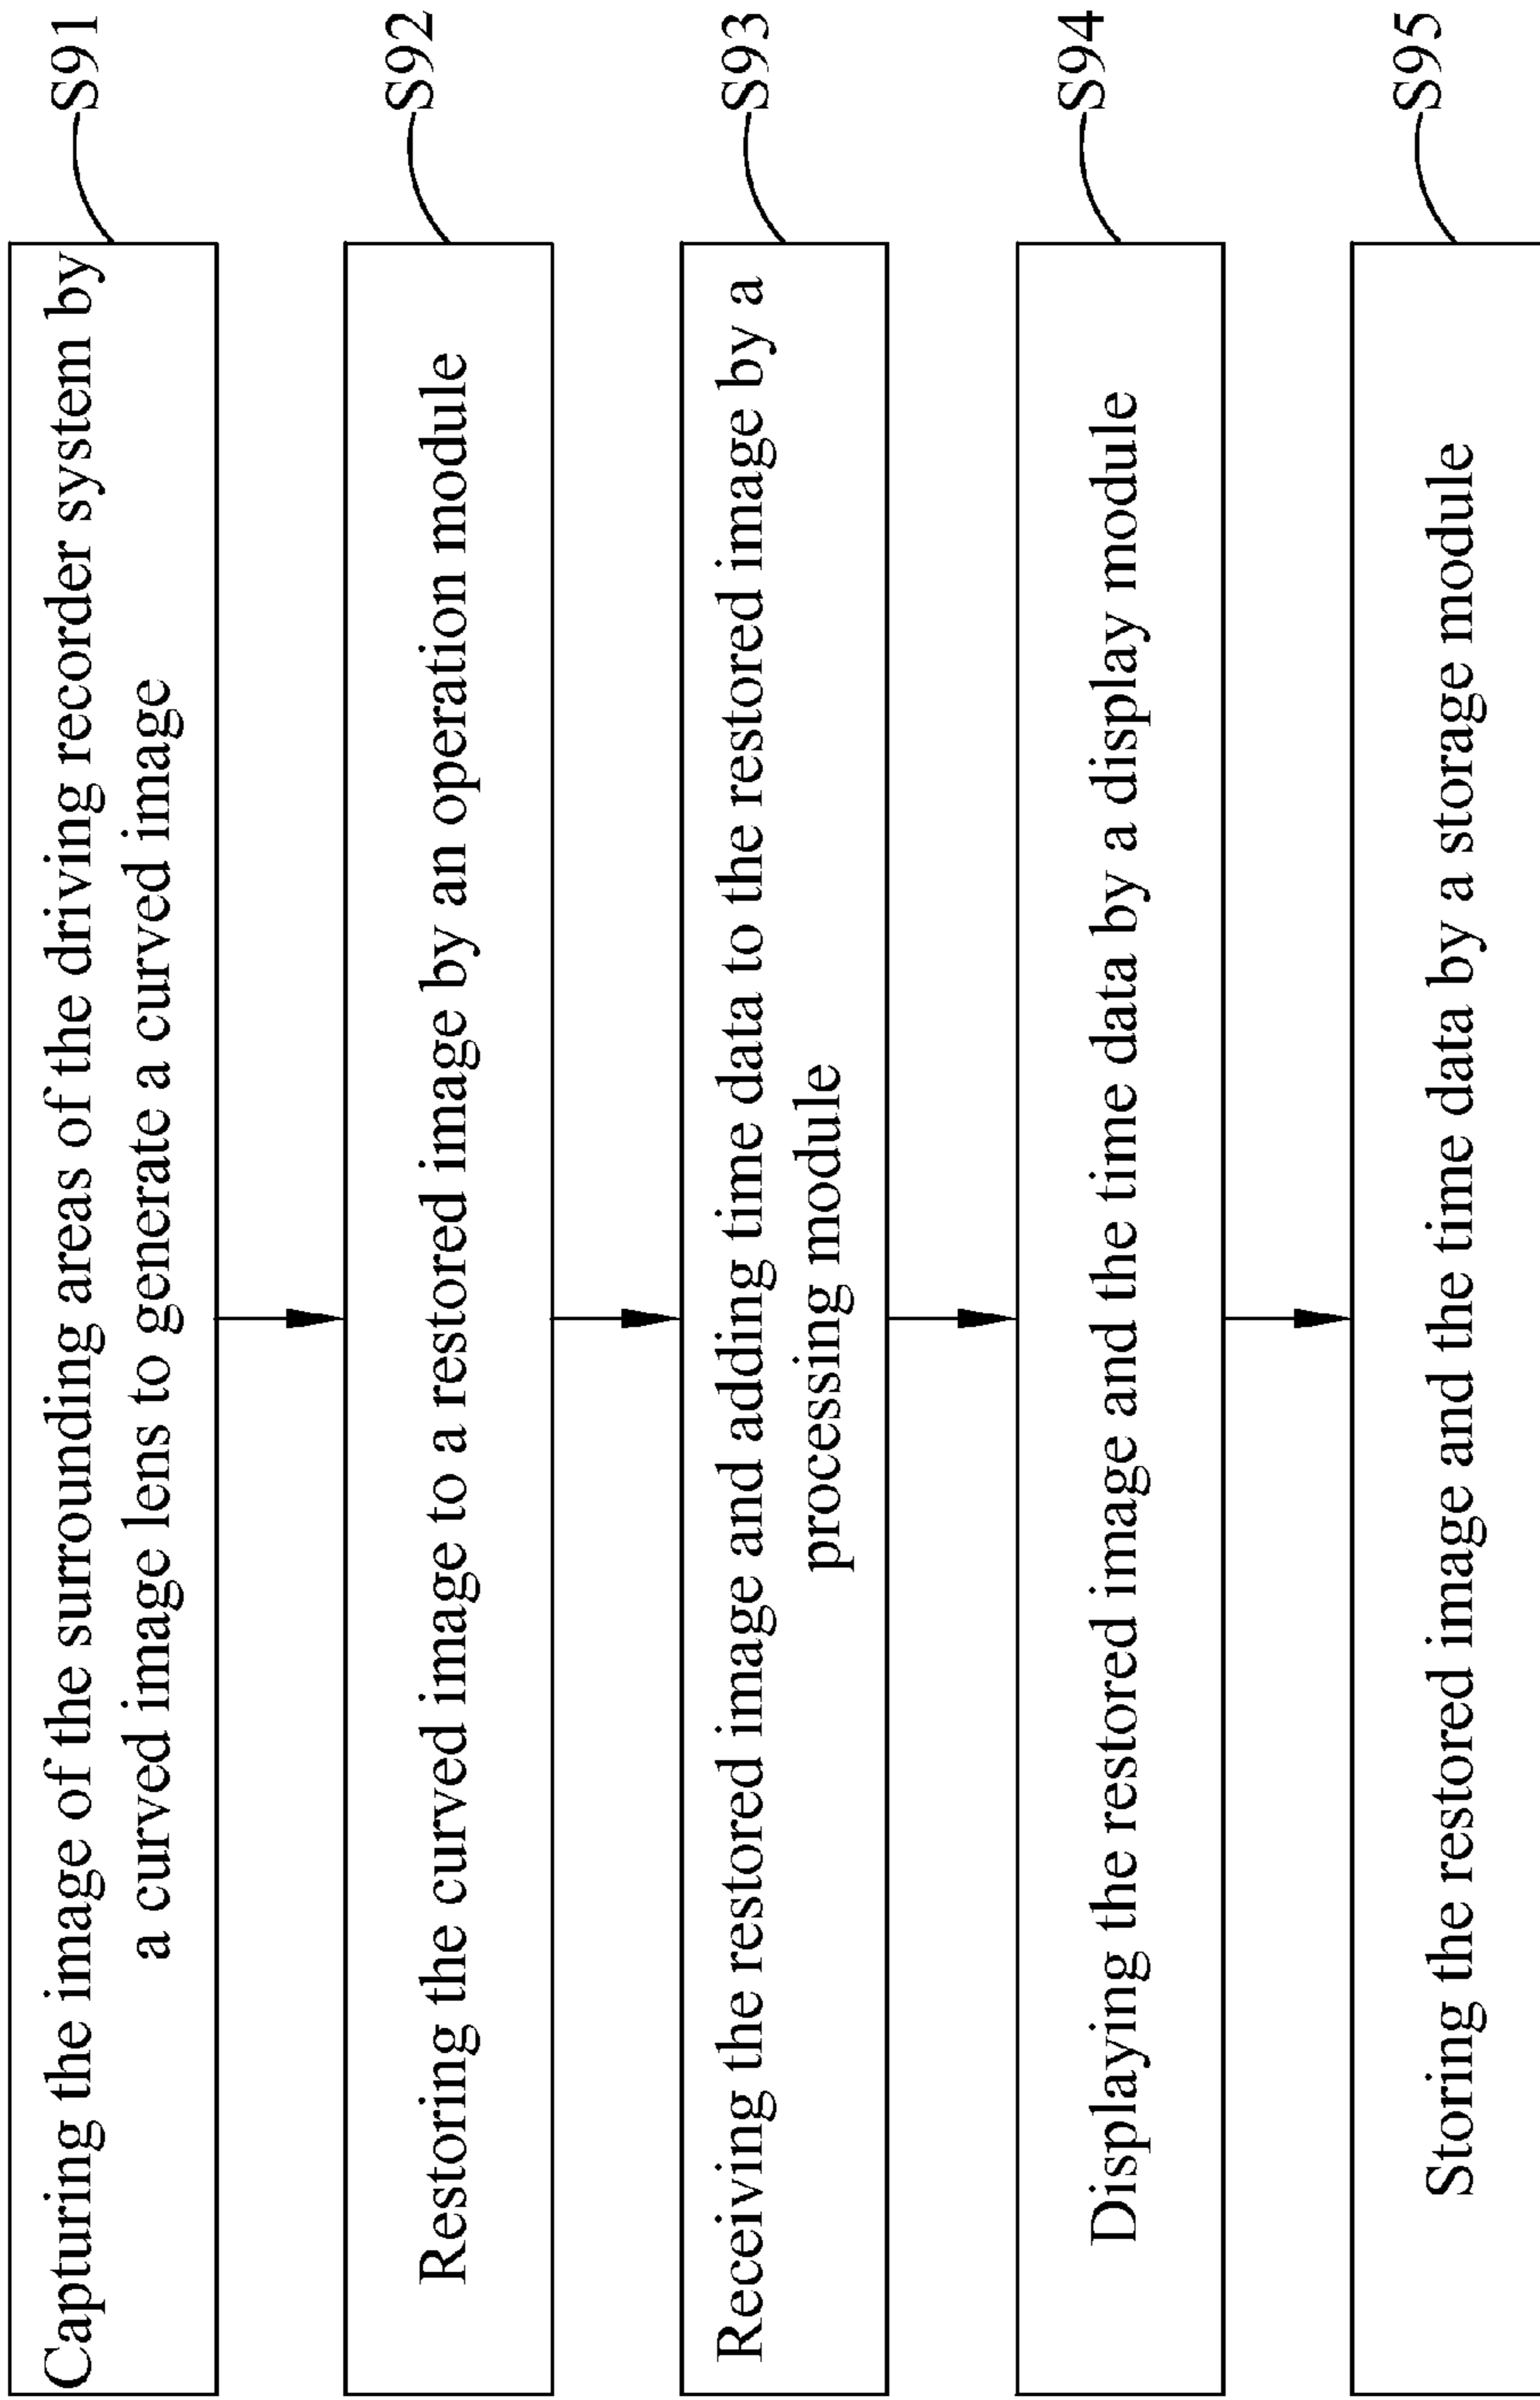 Capturing the image of the surrounding areas of the driving recorder system by
a curved image lens to generate a curved image
S91
Restoring the curved image to a restored image by an operation module
S92
Receiving the restored image and adding time data to the restored image by a
processing module
S93
Displaying the restored image and the time data by a display module
S94
Storing the restored image and the time data by a storage module
S95